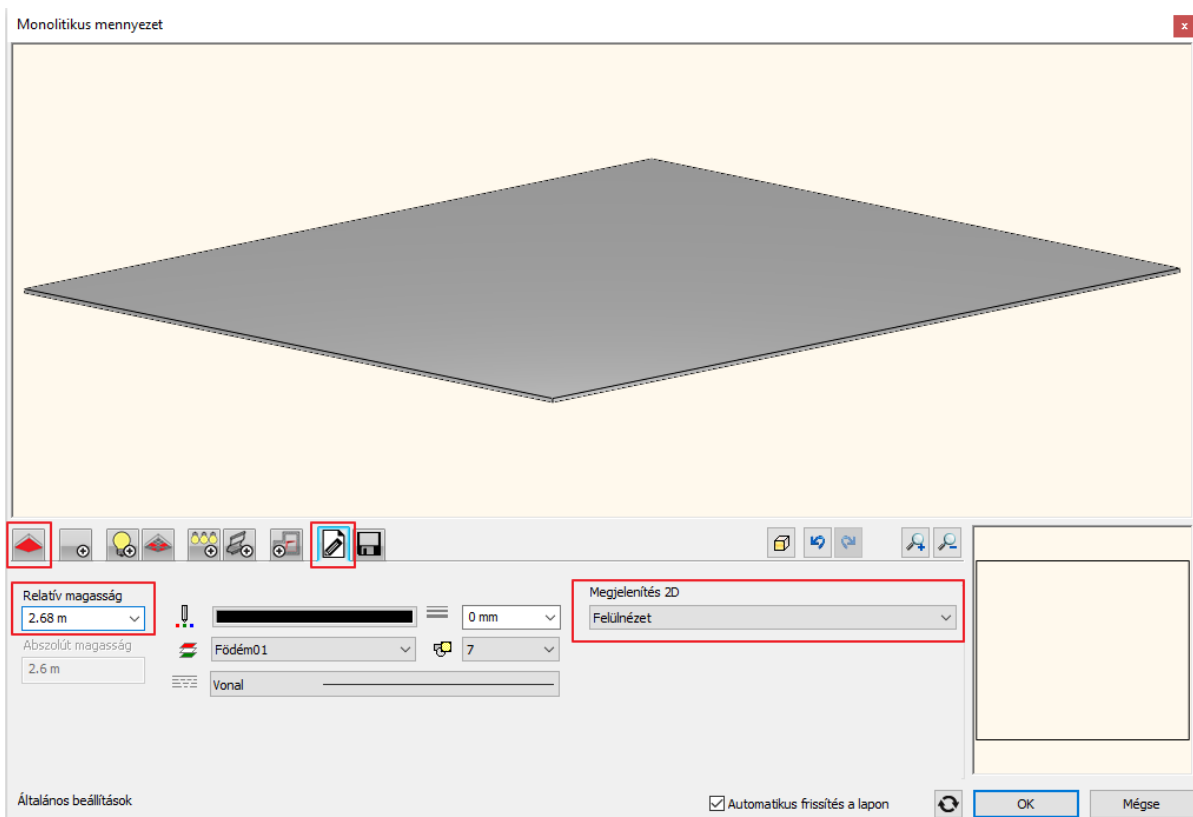 Monolitikus mennyezet
x
Relatív magasság
2.68 m
Abszolút magasság
2.6 m
0 mm
Födém01
7
Vonal
Megjelenítés 2D
Felülnézet
Általános beállítások
Automatikus frissítés a lapon
OK
Mégse